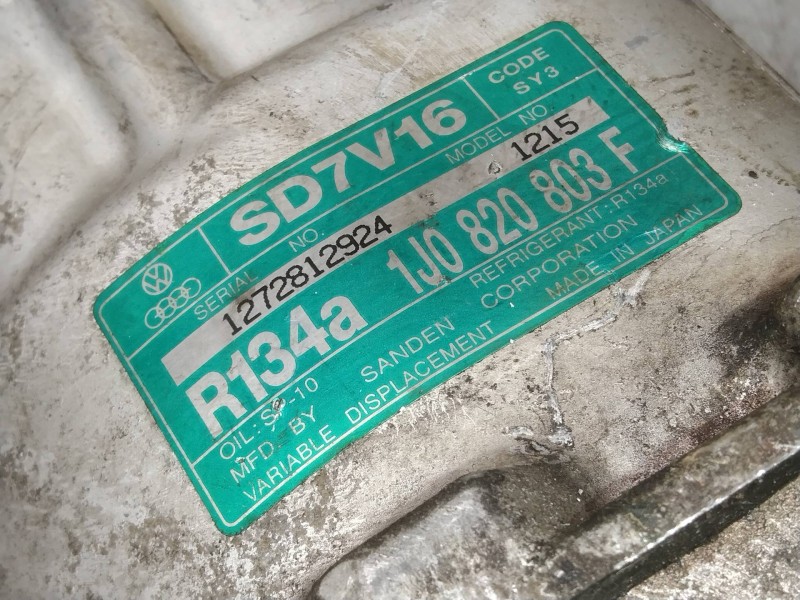 SD7V16
CODE
SY3
SERIAL NO.
MODEL NO
1272812924
1215
R134a
1J0 820 803 F
OIL: SP-10
REFRIGERANT: R134a
MFD. BY SANDEN CORPORATION
VARIABLE DISPLACEMENT
MADE IN JAPAN